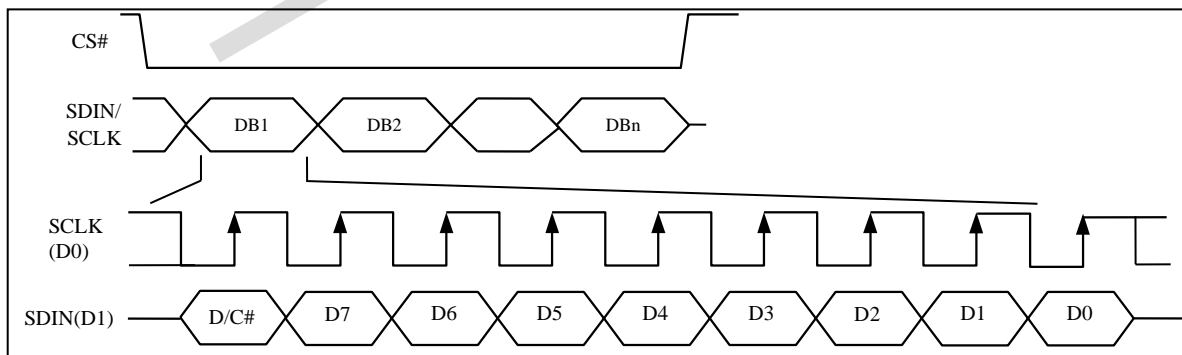 CS#
SDIN/
SCLK
DB1 DB2 DBn
SCLK
(D0)
SDIN(D1) D/C# D7 D6 D5 D4 D3 D2 D1 D0